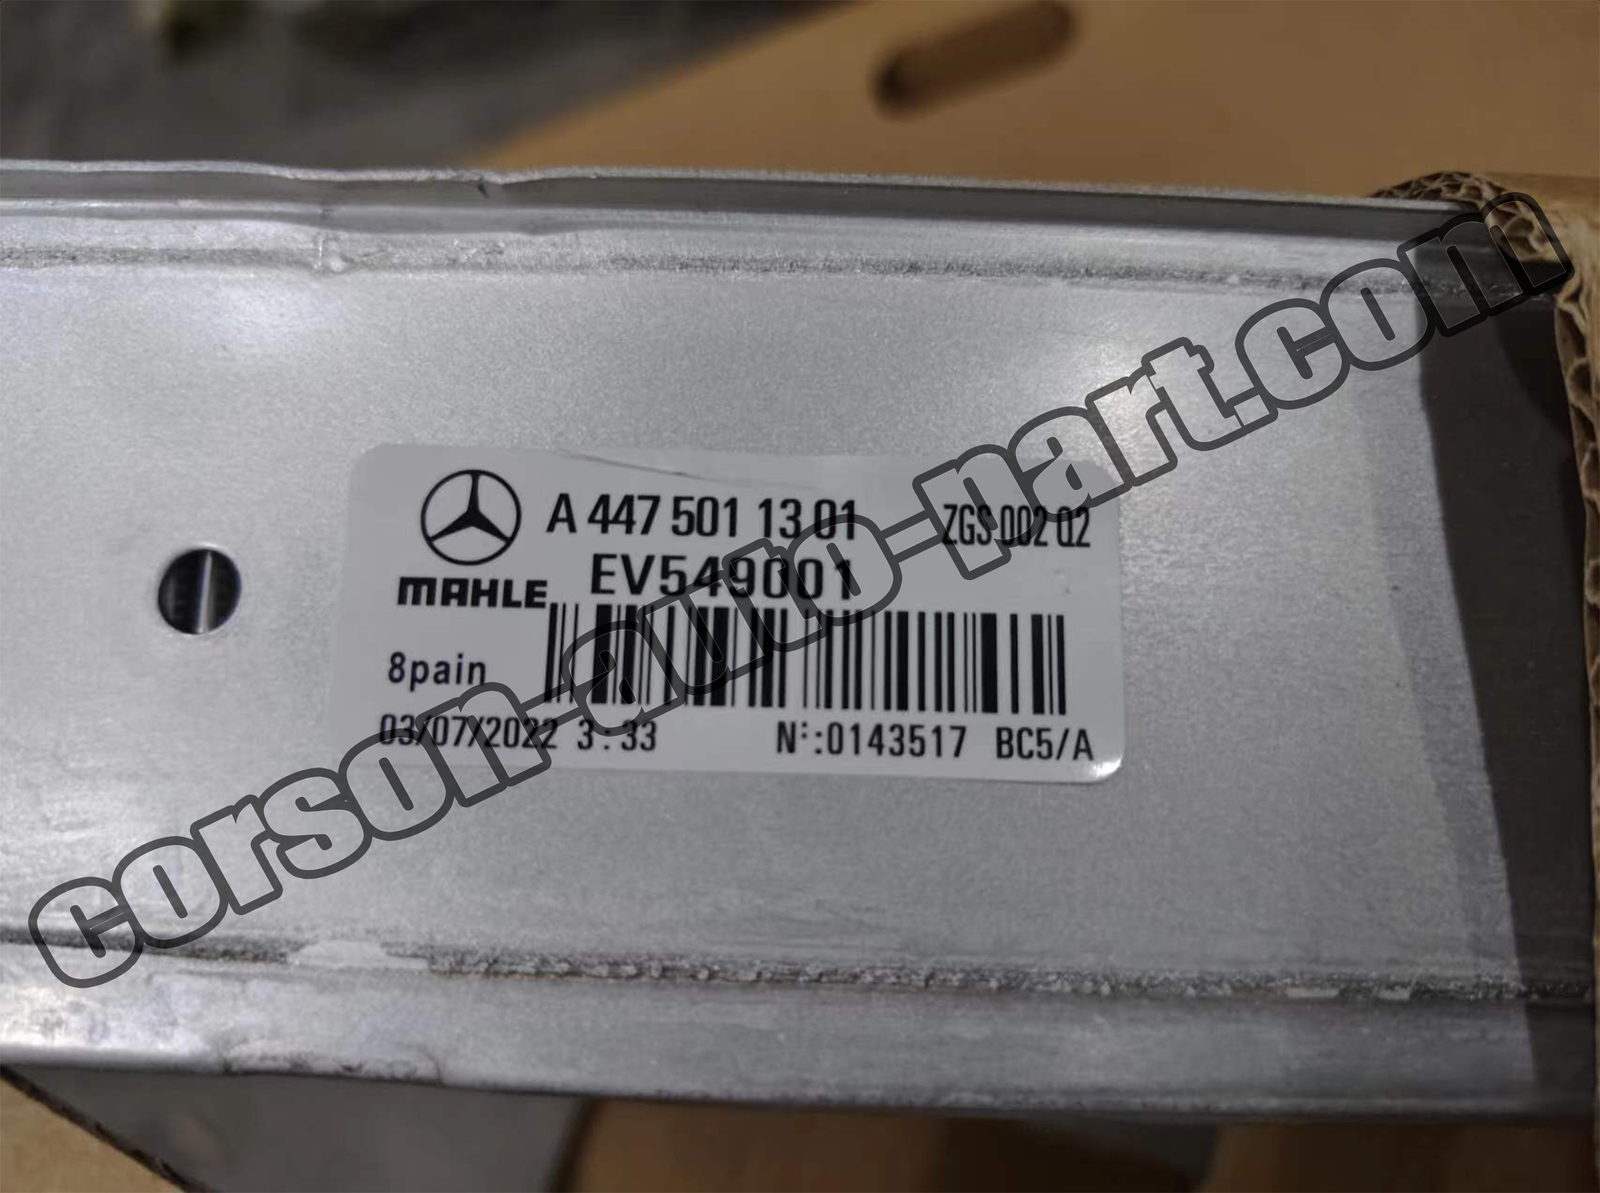 A 447 501 13 01 ZGS 002 Q2
MAHLE EV549001
8pain
03/07/2022 3.33 N::0143517 BC5/A
corson-auto-part.com